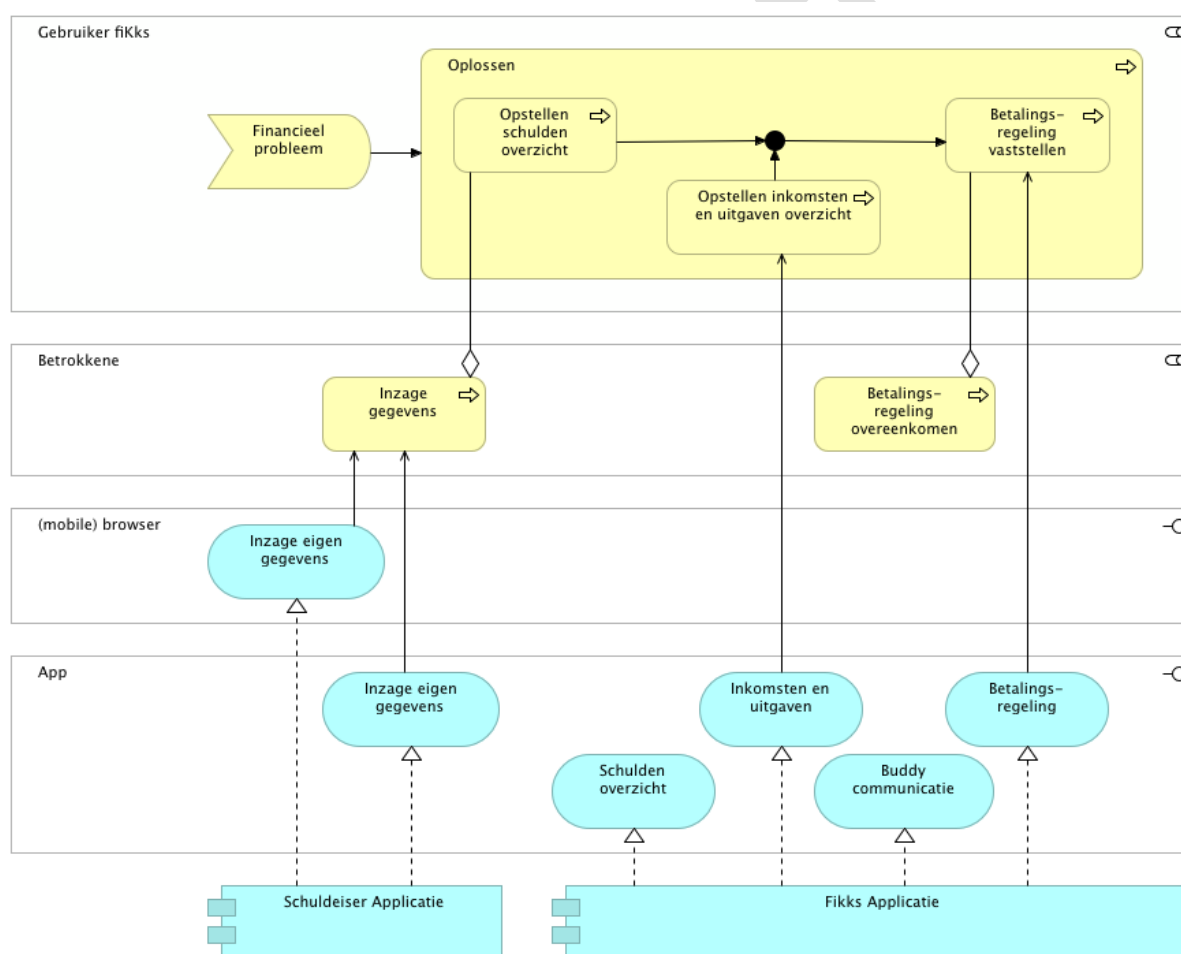 Gebruiker fiKks
Oplossen
Financieel
probleem
Opstellen
schulden
overzicht
Betalings-
regeling
vaststellen
Opstellen inkomsten
en uitgaven overzicht
Betrokkene
Inzage
gegevens
Betalings-
regeling
overeenkomen
(mobile) browser
Inzage eigen
gegevens
App
Inzage eigen
gegevens
Inkomsten en
uitgaven
Betalings-
regeling
Schulden
overzicht
Buddy
communicatie
Schuldeiser Applicatie
Fikks Applicatie